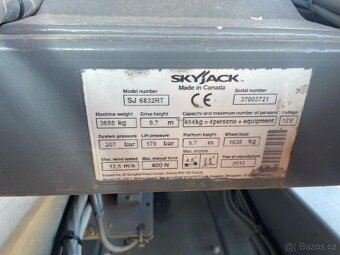 SKYJACK
Made in Canada
Model number
Serial number
SJ 6832RT
CE
37003721
Machine weight
Drive height
Capacity and maximum number of persons
Voltage
3655 kg
9.7 m
454kg = 4persons + equipment
12V
System pressure
Lift pressure
Platform height
Wheel load
207 bar
179 bar
9.7 m
1635 kg
Max. wind speed
Max. manual force
Max. incline
Year of manufacture
12.5 m/s
400 N
2012
bazoš.cz